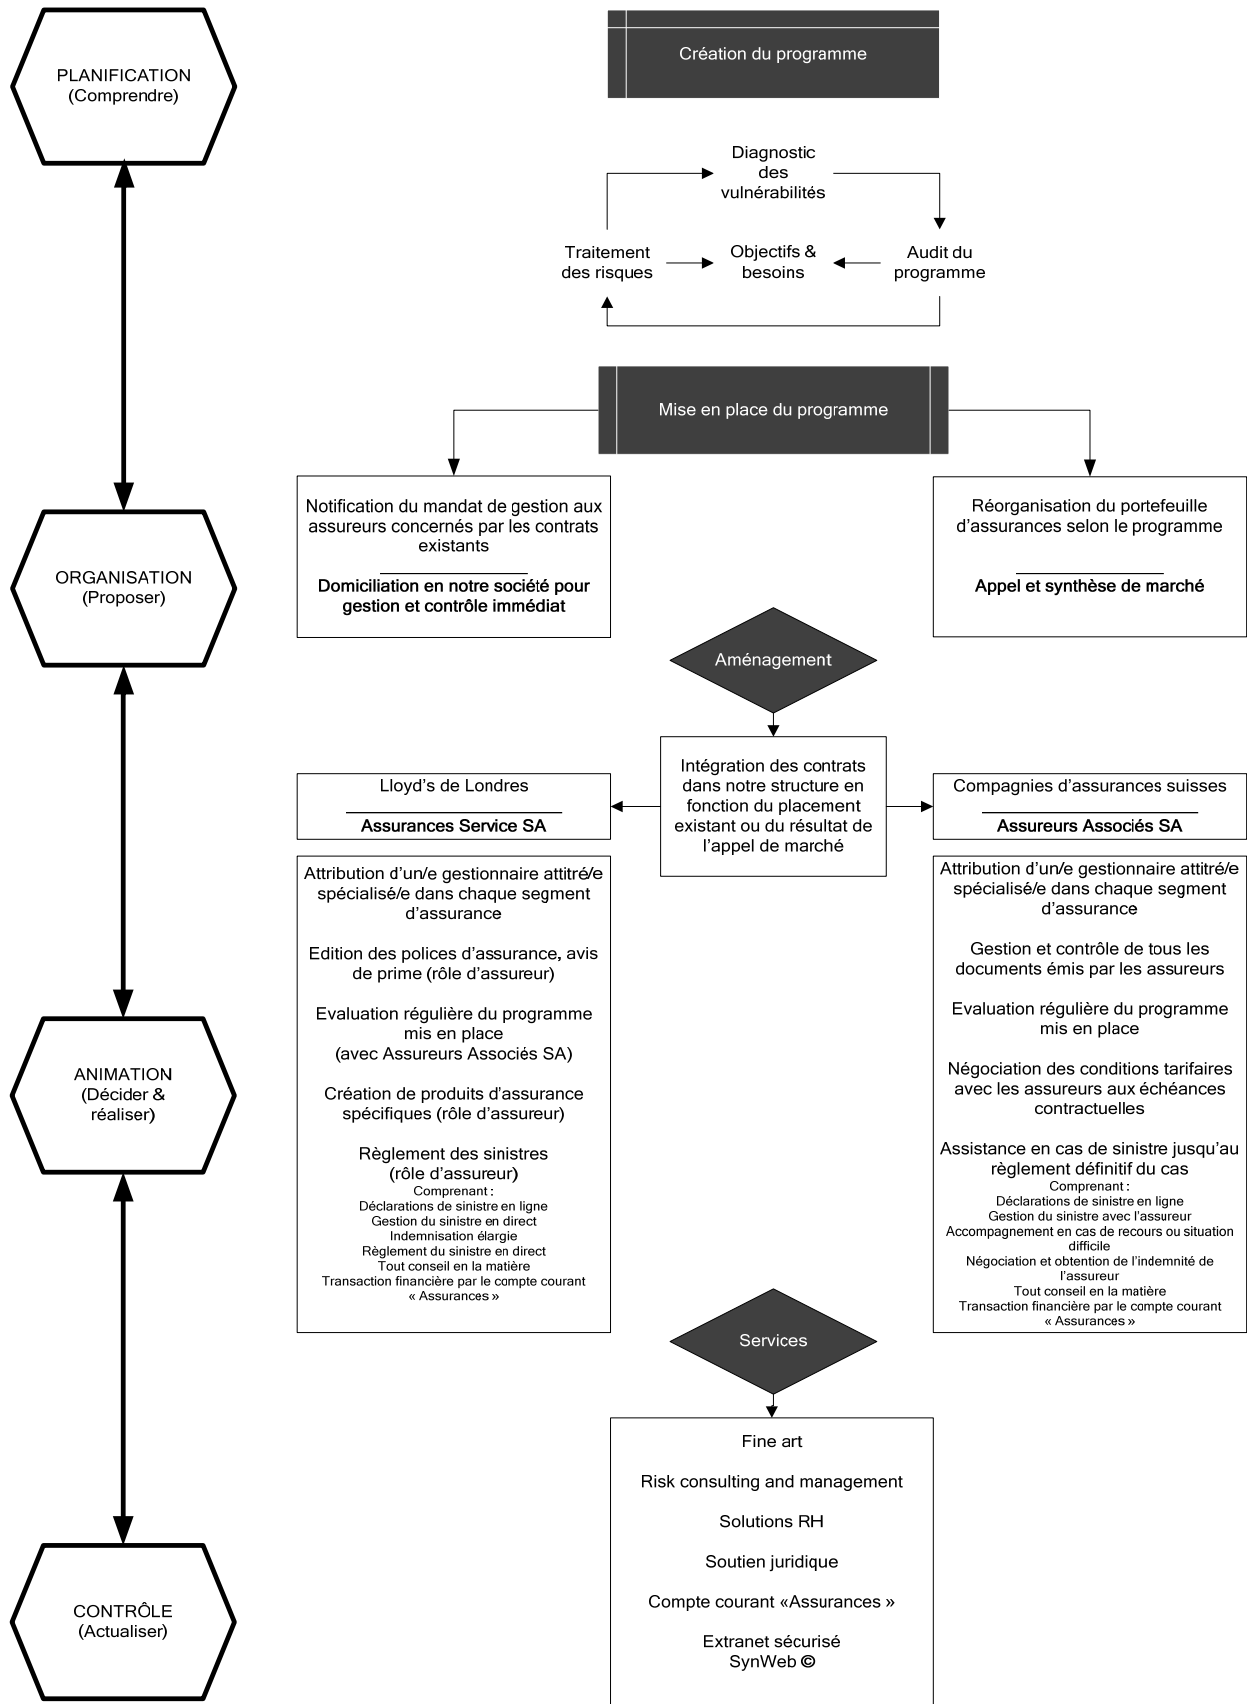 PLANIFICATION
(Comprendre)
Création du programme
Diagnostic
des
vulnérabilités
Traitement
des risques
Objectifs &
besoins
Audit du
programme
Mise en place du programme
Notification du mandat de gestion aux
assureurs concernés par les contrats
existants
Domiciliation en notre société pour
gestion et contrôle immédiat
Réorganisation du portefeuille
d’assurances selon le programme
Appel et synthèse de marché
ORGANISATION
(Proposer)
Aménagement
Intégration des contrats
dans notre structure en
fonction du placement
existant ou du résultat de
l’appel de marché
Lloyd’s de Londres
Assurances Service SA
Compagnies d’assurances suisses
Assureurs Associés SA
Attribution d’un/e gestionnaire attitré/e
spécialisé/e dans chaque segment
d’assurance
Edition des polices d’assurance, avis
de prime (rôle d’assureur)
Evaluation régulière du programme
mis en place
(avec Assureurs Associés SA)
Création de produits d’assurance
spécifiques (rôle d’assureur)
Règlement des sinistres
(rôle d’assureur)
Comprenant :
Déclarations de sinistre en ligne
Gestion du sinistre en direct
Indemnisation élargie
Règlement du sinistre en direct
Tout conseil en la matière
Transaction financière par le compte courant
« Assurances »
Attribution d’un/e gestionnaire attitré/e
spécialisé/e dans chaque segment
d’assurance
Gestion et contrôle de tous les
documents émis par les assureurs
Evaluation régulière du programme
mis en place
Négociation des conditions tarifaires
avec les assureurs aux échéances
contractuelles
Assistance en cas de sinistre jusqu’au
règlement définitif du cas
Comprenant :
Déclarations de sinistre en ligne
Gestion du sinistre avec l’assureur
Accompagnement en cas de recours ou situation
difficile
Négociation et obtention de l’indemnité de
l’assureur
Tout conseil en la matière
Transaction financière par le compte courant
« Assurances »
ANIMATION
(Décider &
réaliser)
Services
Fine art
Risk consulting and management
Solutions RH
Soutien juridique
Compte courant «Assurances »
Extranet sécurisé
SynWeb ©
CONTRÔLE
(Actualiser)